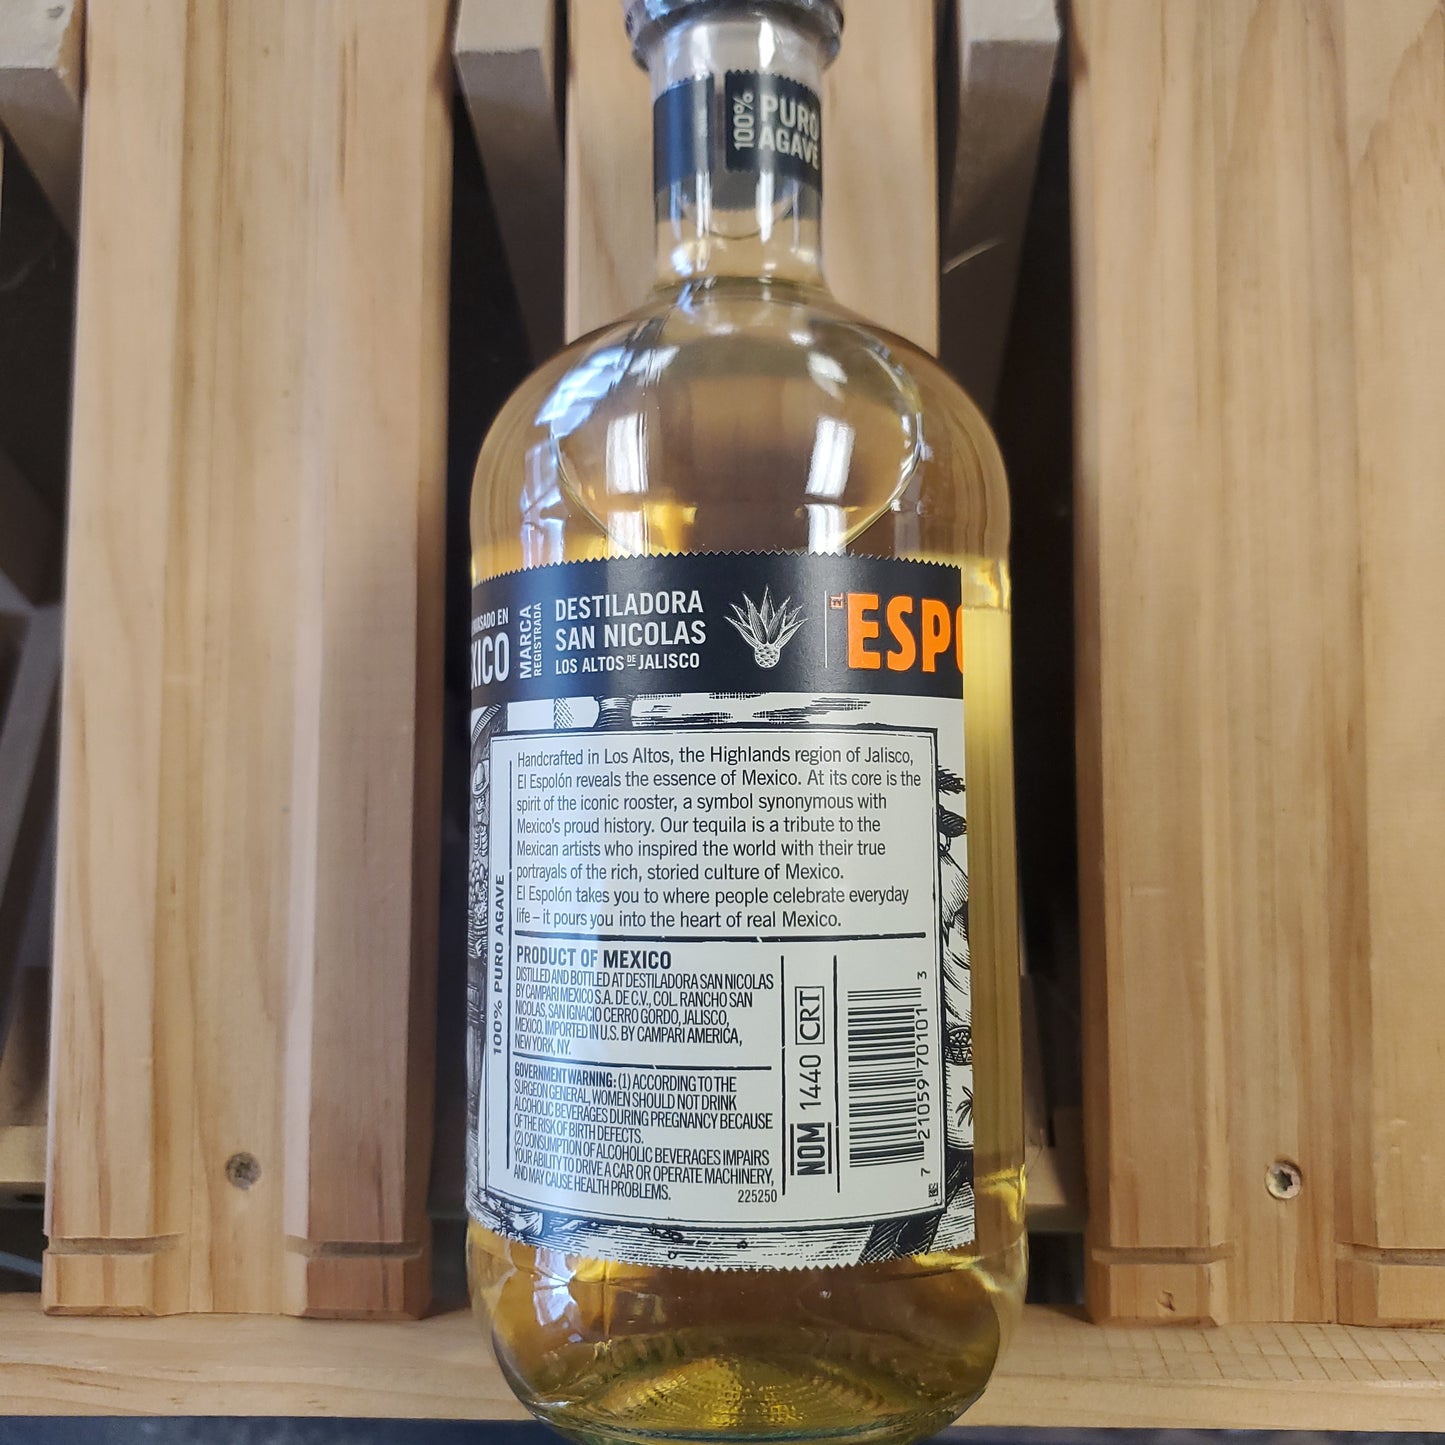 100%
PURO
AGAVE
MARCA
REGISTRADA
DESTILADORA
SAN NICOLAS
LOS ALTOS DE JALISCO
EL
Handcrafted in Los Altos, the Highlands region of Jalisco,
El Espolón reveals the essence of Mexico. At its core is the
spirit of the iconic rooster, a symbol synonymous with
Mexico's proud history. Our tequila is a tribute to the
Mexican artists who inspired the world with their true
portrayals of the rich, storied culture of Mexico.
El Espolón takes you to where people celebrate everyday
life – it pours you into the heart of real Mexico.
100% PURO AGAVE
PRODUCT OF MEXICO
DISTILLED AND BOTTLED AT DESTILADORA SAN NICOLAS
BY CAMPARI MEXICO S.A. DE C.V., COL. RANCHO SAN
NICOLAS, SAN IGNACIO CERRO GORDO, JALISCO,
MEXICO. IMPORTED IN U.S. BY CAMPARI AMERICA,
NEW YORK, NY.
GOVERNMENT WARNING: (1) ACCORDING TO THE
SURGEON GENERAL, WOMEN SHOULD NOT DRINK
ALCOHOLIC BEVERAGES DURING PREGNANCY BECAUSE
OF THE RISK OF BIRTH DEFECTS.
(2) CONSUMPTION OF ALCOHOLIC BEVERAGES IMPAIRS
YOUR ABILITY TO DRIVE A CAR OR OPERATE MACHINERY,
AND MAY CAUSE HEALTH PROBLEMS.
225250
NOM 1440 CRT
7 21059 70101 3